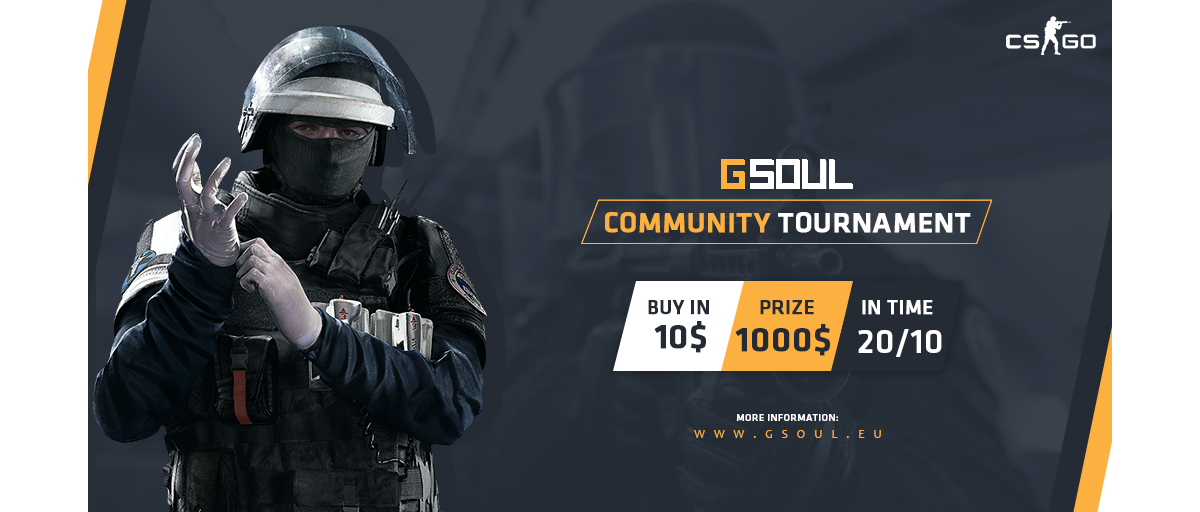 CS GO
GSOUL
COMMUNITY TOURNAMENT
BUY IN
10$
PRIZE
1000$
IN TIME
20/10
MORE INFORMATION:
WWW.GSOUL.EU